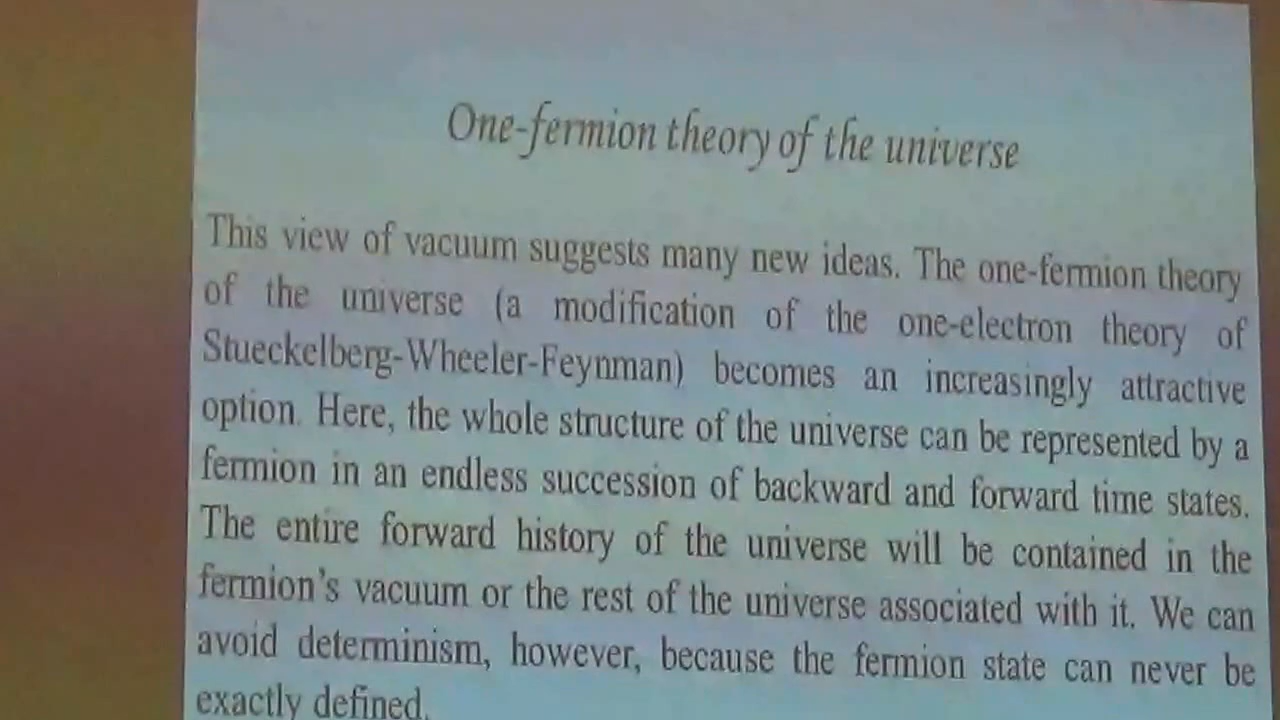 One-fermion theory of the universe
This view of vacuum suggests many new ideas. The one-fermion theory
of the universe (a modification of the one-electron theory of
Stueckelberg-Wheeler-Feynman) becomes an increasingly attractive
option. Here, the whole structure of the universe can be represented by a
fermion in an endless succession of backward and forward time states.
The entire forward history of the universe will be contained in the
fermion's vacuum or the rest of the universe associated with it. We can
avoid determinism, however, because the fermion state can never be
exactly defined.